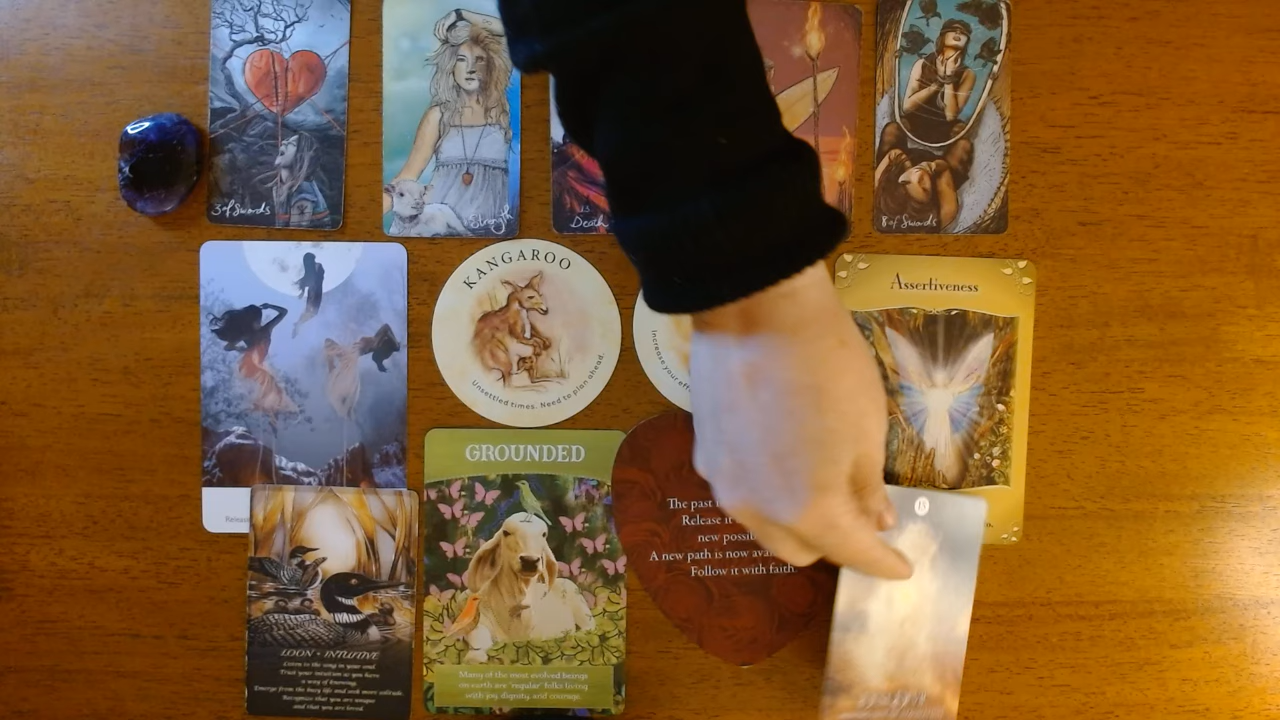 3 of Swords
Strength
13
Death
8 of Swords
KANGAROO
Unsettled times. Need to plan ahead.
Increase your
Assertiveness
GROUNDED
Many of the most evolved beings
on earth are 'regular' folks living
with joy, dignity, and courage.
The past
Release it
new
A new path is now
Follow it with faith.
LOON • INTUITIVE
Listen to the song in your soul
Trust your intuition as you have
a way of knowing.
Emerge from the busy life and seek more solitude.
Recognize that you are unique
and that you are loved